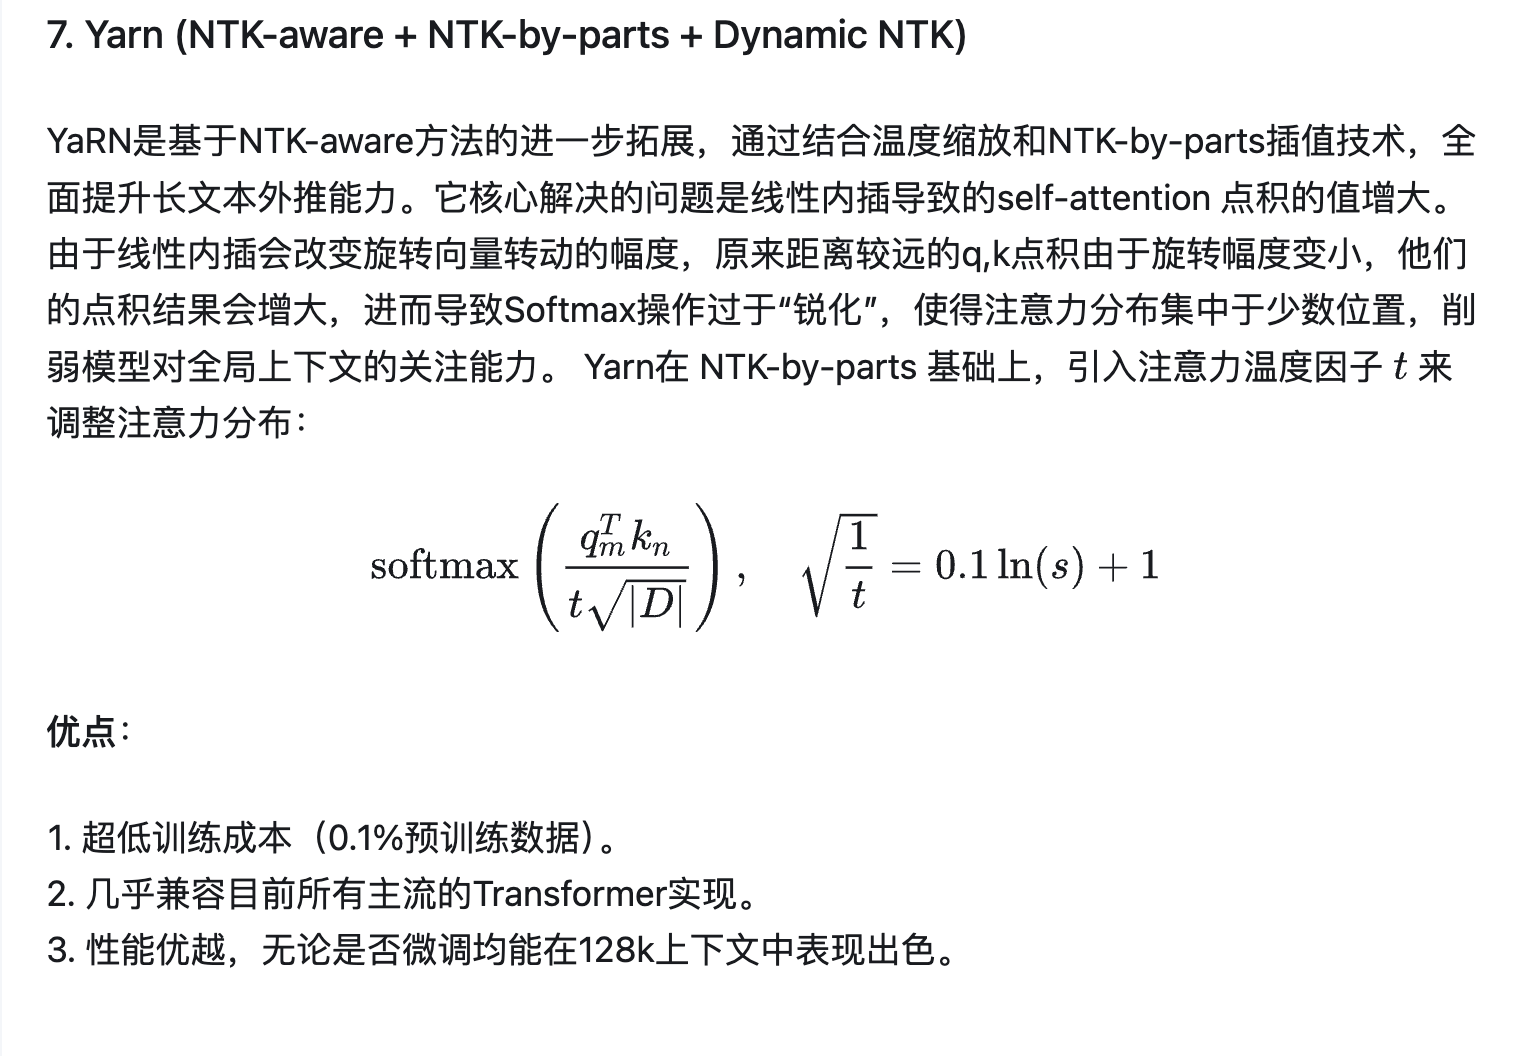 7. Yarn (NTK-aware + NTK-by-parts + Dynamic NTK)
YaRN是基于NTK-aware方法的进一步拓展，通过结合温度缩放和NTK-by-parts插值技术，全
面提升长文本外推能力。它核心解决的问题是线性内插导致的self-attention 点积的值增大。
由于线性内插会改变旋转向量转动的幅度，原来距离较远的q,k点积由于旋转幅度变小，他们
的点积结果会增大，进而导致Softmax操作过于“锐化”，使得注意力分布集中于少数位置，削
弱模型对全局上下文的关注能力。 Yarn在 NTK-by-parts 基础上，引入注意力温度因子 t 来
调整注意力分布：
$$\mathrm{softmax}\left(\frac{q_m^T k_n}{t\sqrt{|D|}}\right), \quad \sqrt{\frac{1}{t}} = 0.1\ln(s) + 1$$
优点：
1. 超低训练成本（0.1%预训练数据）。
2. 几乎兼容目前所有主流的Transformer实现。
3. 性能优越，无论是否微调均能在128k上下文中表现出色。